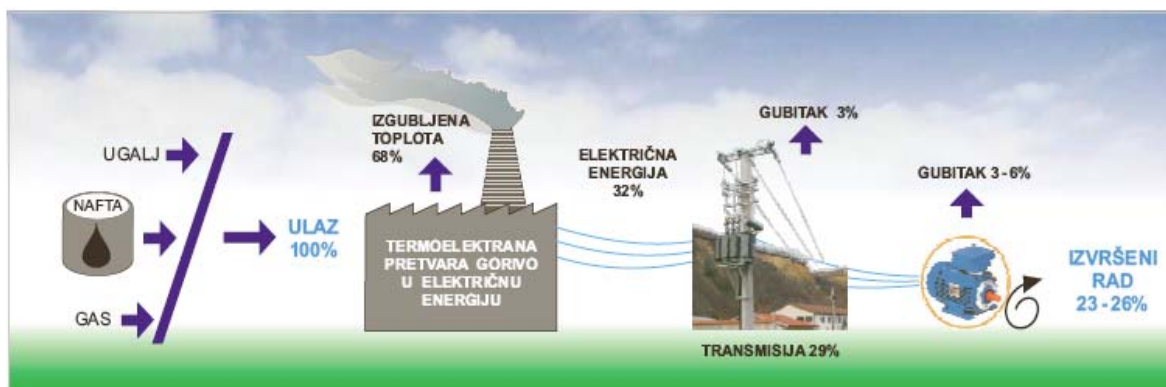 UGALJ
NAFTA
GAS
ULAZ
100%
IZGUBLJENA
TOPLOTA
68%
TERMOELEKTRANA
PRETVARA GORIVO
U ELEKTRIČNU
ENERGIJU
ELEKTRIČNA
ENERGIJA
32%
GUBITAK 3%
TRANSMISIJA 29%
GUBITAK 3 - 6%
IZVRŠENI
RAD
23 - 26%